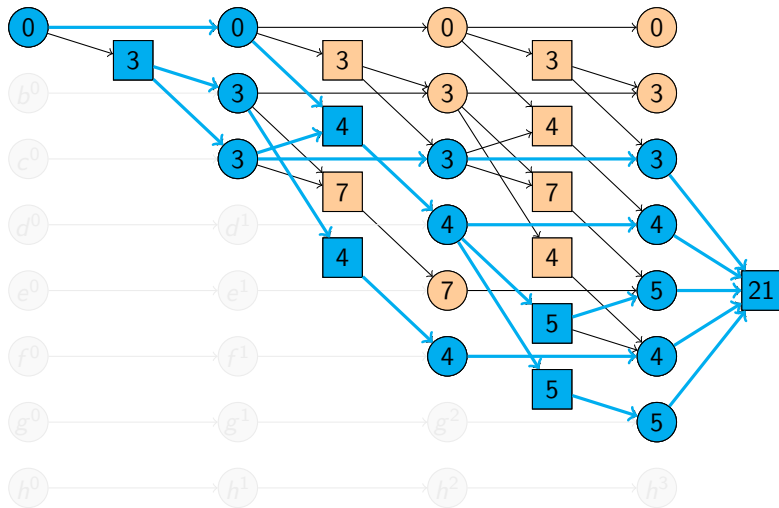 0 0 0 0
3 3 3
b⁰ 3 3 3
4 4
c⁰ 3 3 3
7 7
d⁰ d¹ 4 4
4 4
e⁰ e¹ 7 5 21
5
f⁰ f¹ 4 4
5
g⁰ g¹ g² 5
h⁰ h¹ h² h³